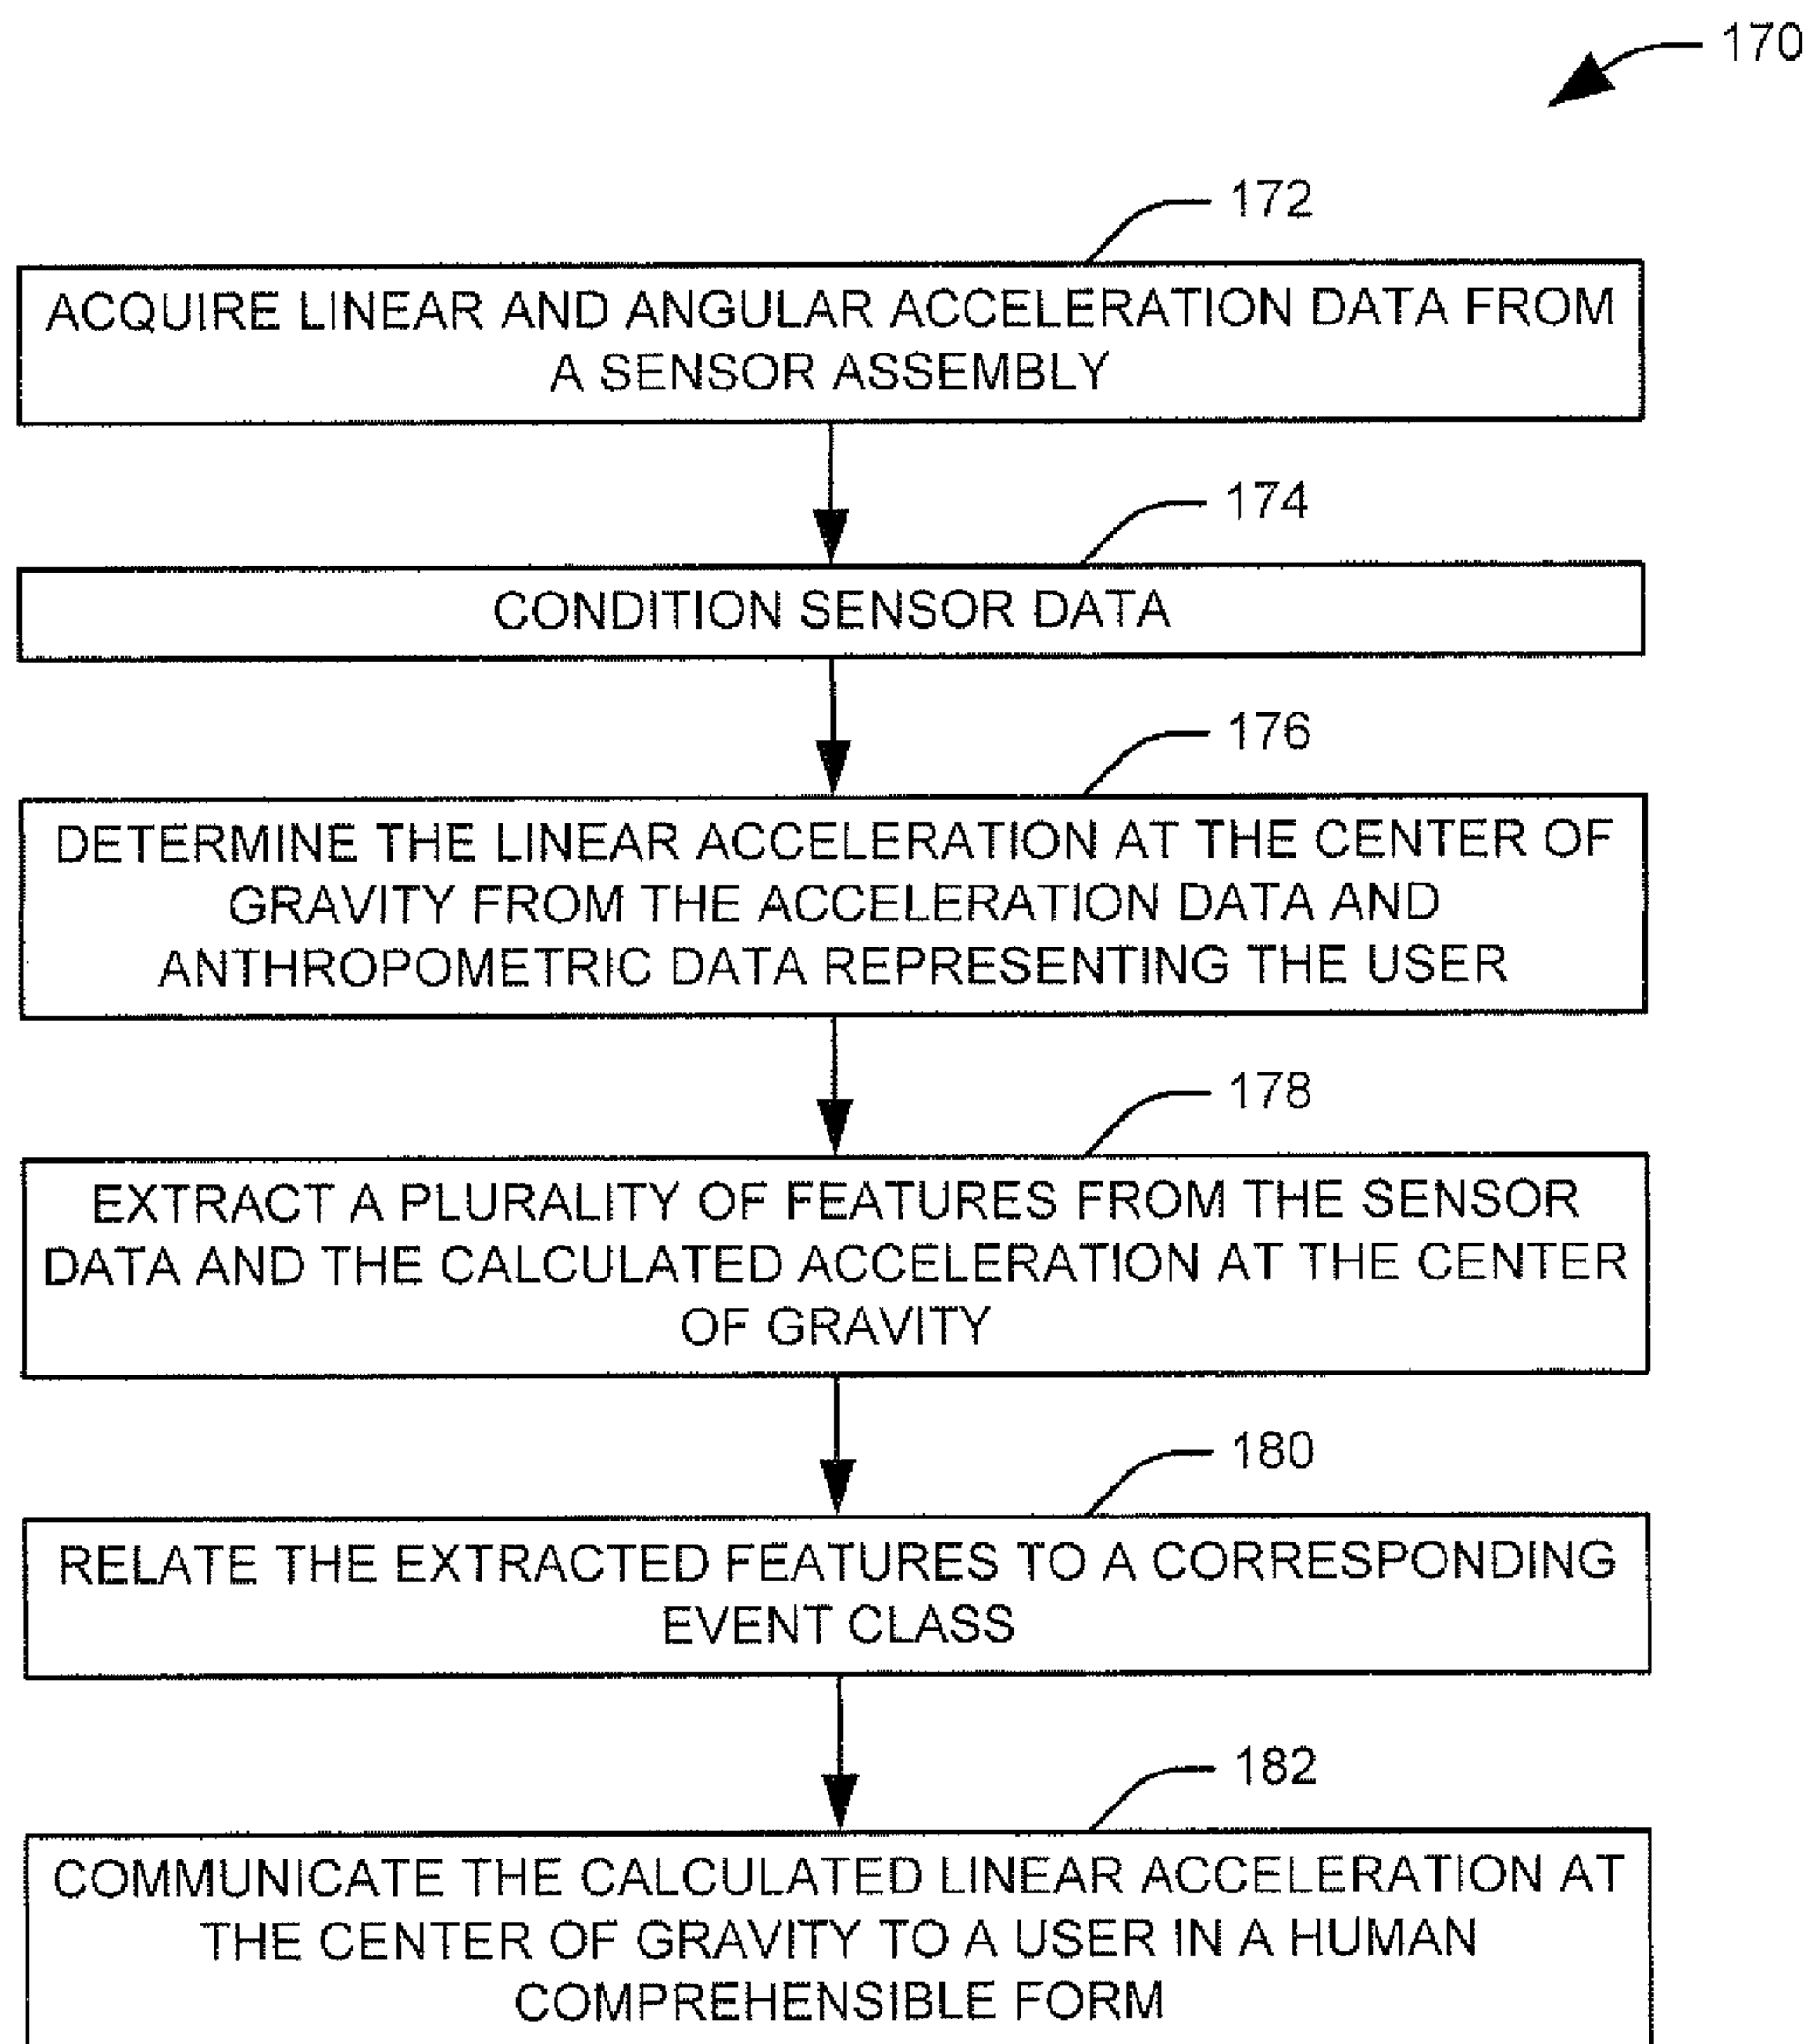 170
172
ACQUIRE LINEAR AND ANGULAR ACCELERATION DATA FROM
A SENSOR ASSEMBLY
174
CONDITION SENSOR DATA
176
DETERMINE THE LINEAR ACCELERATION AT THE CENTER OF
GRAVITY FROM THE ACCELERATION DATA AND
ANTHROPOMETRIC DATA REPRESENTING THE USER
178
EXTRACT A PLURALITY OF FEATURES FROM THE SENSOR
DATA AND THE CALCULATED ACCELERATION AT THE CENTER
OF GRAVITY
180
RELATE THE EXTRACTED FEATURES TO A CORRESPONDING
EVENT CLASS
182
COMMUNICATE THE CALCULATED LINEAR ACCELERATION AT
THE CENTER OF GRAVITY TO A USER IN A HUMAN
COMPREHENSIBLE FORM